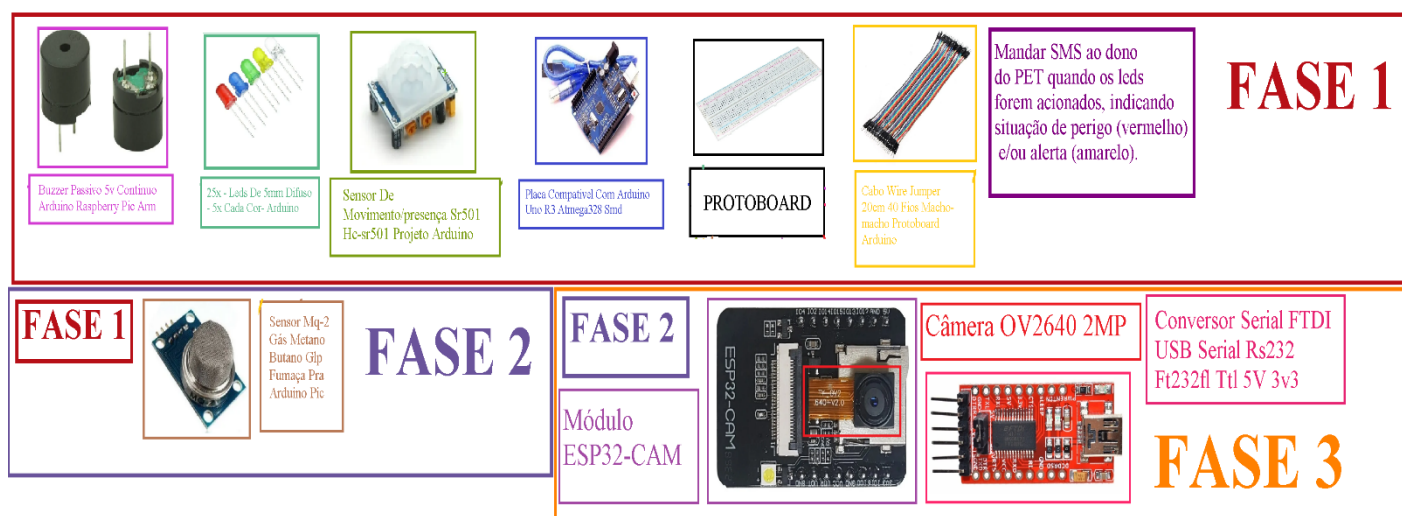 Buzzer Passivo 5v Continuo
Arduino Raspberry Pic Arm
25x - Leds De 5mm Difuso
- 5x Cada Cor- Arduino
Sensor De
Movimento/presença Sr501
Hc-sr501 Projeto Arduino
Placa Compatível Com Arduino
Uno R3 Atmega328 Smd
PROTOBOARD
Cabo Wire Jumper
20cm 40 Fios Macho-
macho Protoboard
Arduino
Mandar SMS ao dono
do PET quando os leds
forem acionados, indicando
situação de perigo (vermelho)
e/ou alerta (amarelo).
FASE 1
FASE 1
Sensor Mq-2
Gás Metano
Butano Glp
Fumaça Pra
Arduino Pic
FASE 2
FASE 2
Módulo
ESP32-CAM
ESP32-CAM
Câmera OV2640 2MP
Conversor Serial FTDI
USB Serial Rs232
Ft232fl Ttl 5V 3v3
FASE 3